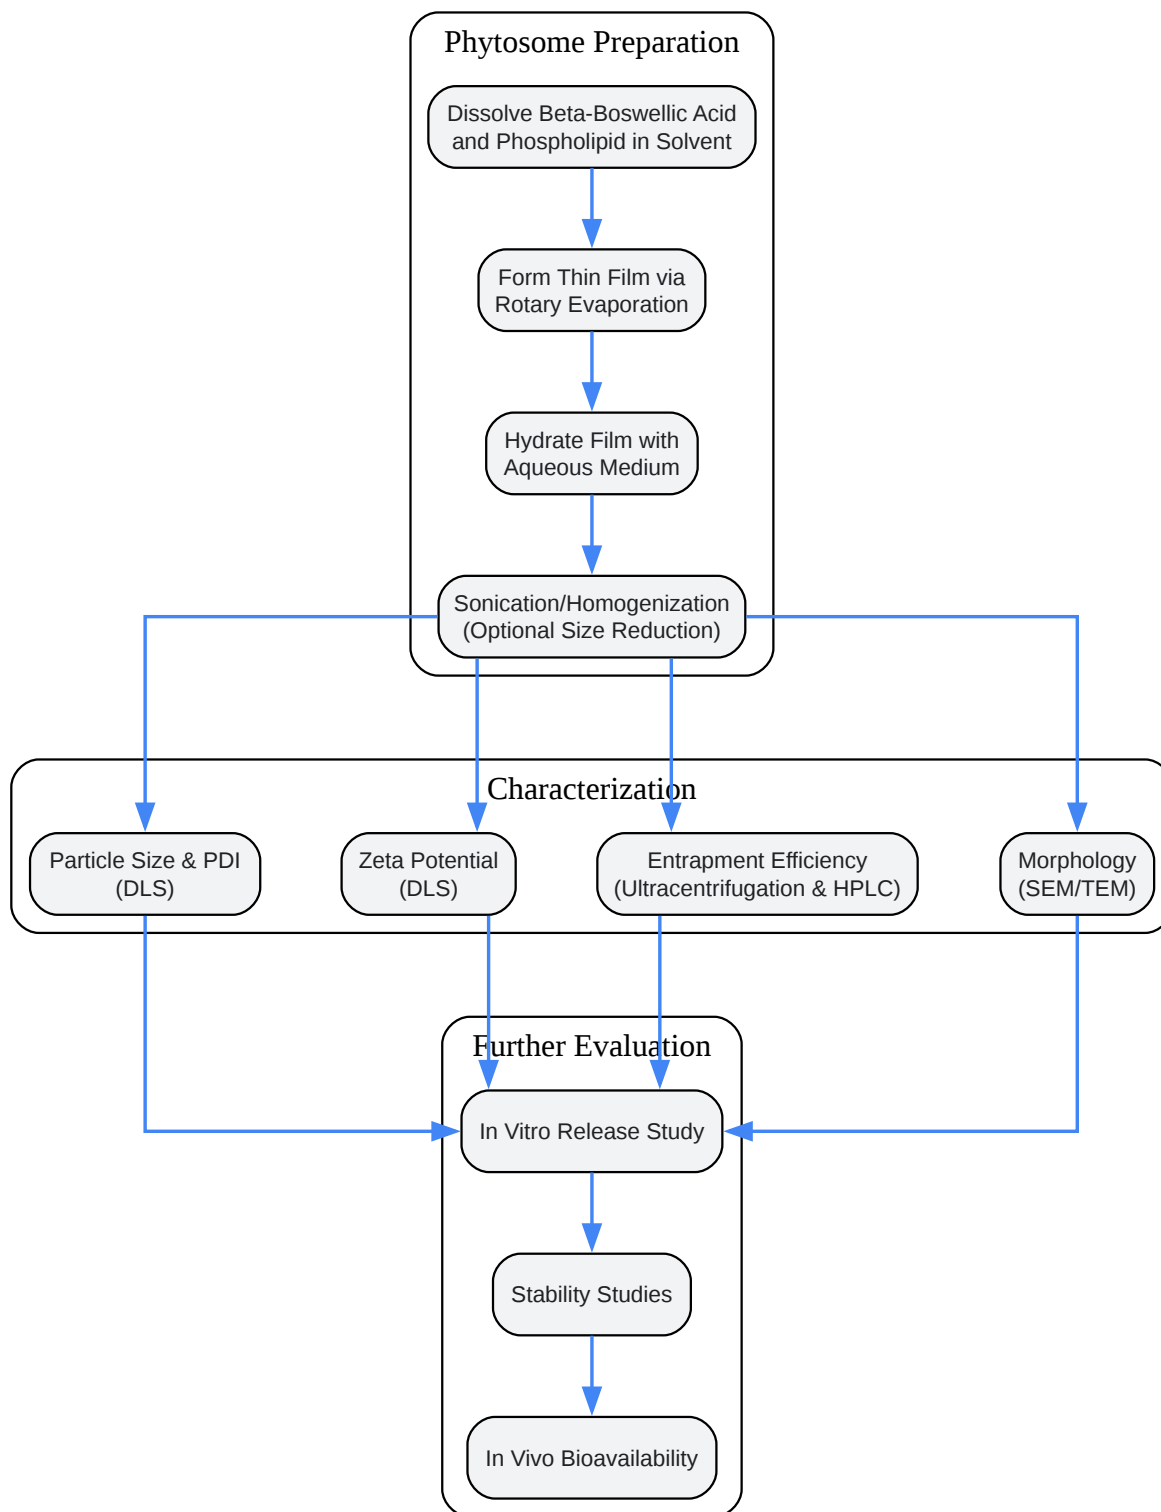 Phytosome Preparation
Dissolve Beta-Boswellic Acid
and Phospholipid in Solvent
Form Thin Film via
Rotary Evaporation
Hydrate Film with
Aqueous Medium
Sonication/Homogenization
(Optional Size Reduction)
Characterization
Particle Size & PDI
(DLS)
Zeta Potential
(DLS)
Entrapment Efficiency
(Ultracentrifugation & HPLC)
Morphology
(SEM/TEM)
Further Evaluation
In Vitro Release Study
Stability Studies
In Vivo Bioavailability